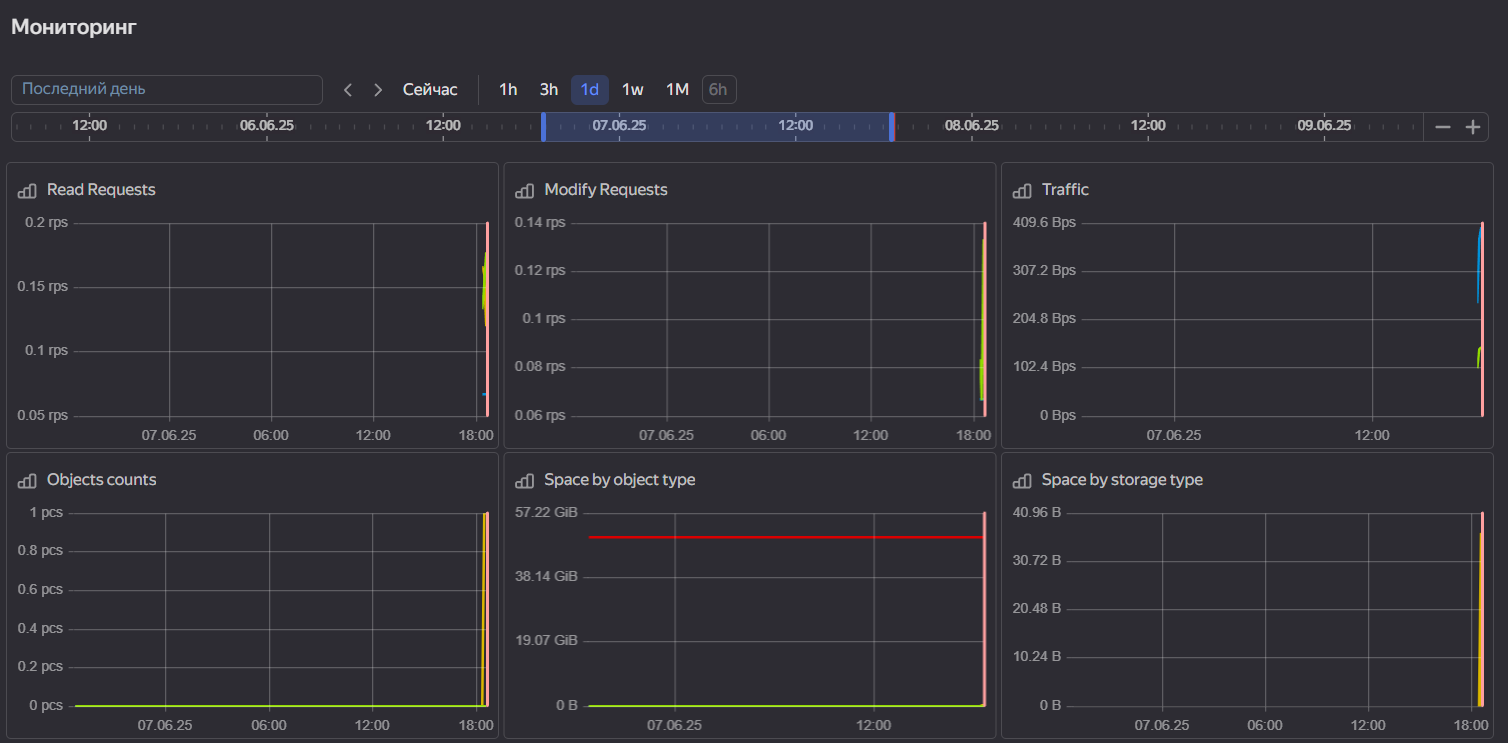 Мониторинг
Последний день Сейчас 1h 3h 1d 1w 1M 6h
12:00 06.06.25 12:00 07.06.25 12:00 08.06.25 12:00 09.06.25
Read Requests
0.2 rps
0.15 rps
0.1 rps
0.05 rps
07.06.25 06:00 12:00 18:00
Modify Requests
0.14 rps
0.12 rps
0.1 rps
0.08 rps
0.06 rps
07.06.25 06:00 12:00 18:00
Traffic
409.6 Bps
307.2 Bps
204.8 Bps
102.4 Bps
0 Bps
07.06.25 12:00
Objects counts
1 pcs
0.8 pcs
0.6 pcs
0.4 pcs
0.2 pcs
0 pcs
07.06.25 06:00 12:00 18:00
Space by object type
57.22 GiB
38.14 GiB
19.07 GiB
0 B
07.06.25 12:00
Space by storage type
40.96 B
30.72 B
20.48 B
10.24 B
0 B
07.06.25 06:00 12:00 18:00